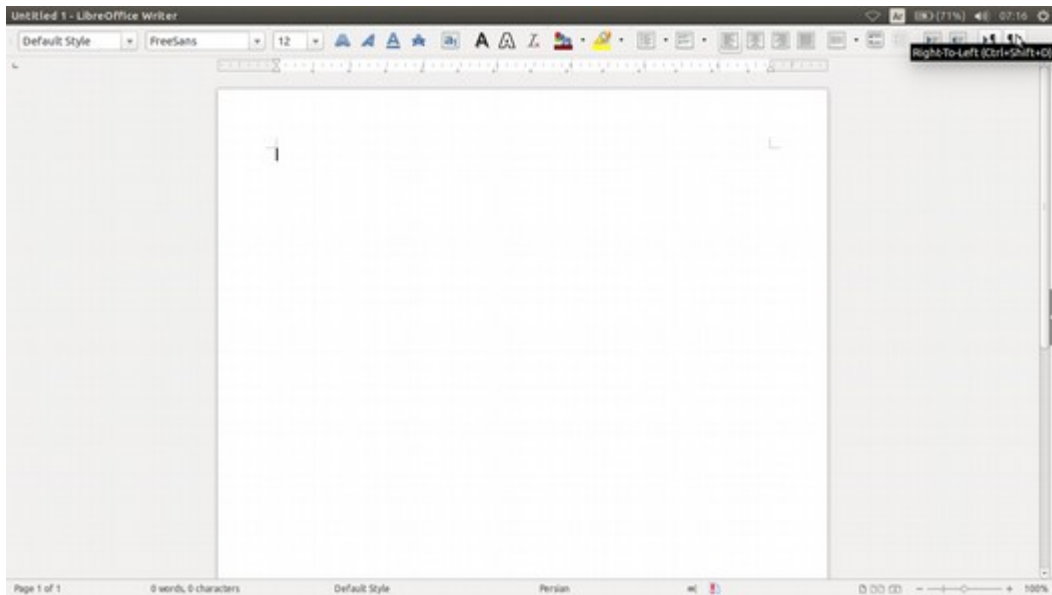 Untitled 1 - LibreOffice Writer
Ar (71%) 07:16
Default Style FreeSans 12
Right-To-Left (Ctrl+Shift+D)
Page 1 of 1 0 words, 0 characters Default Style Persian 100%